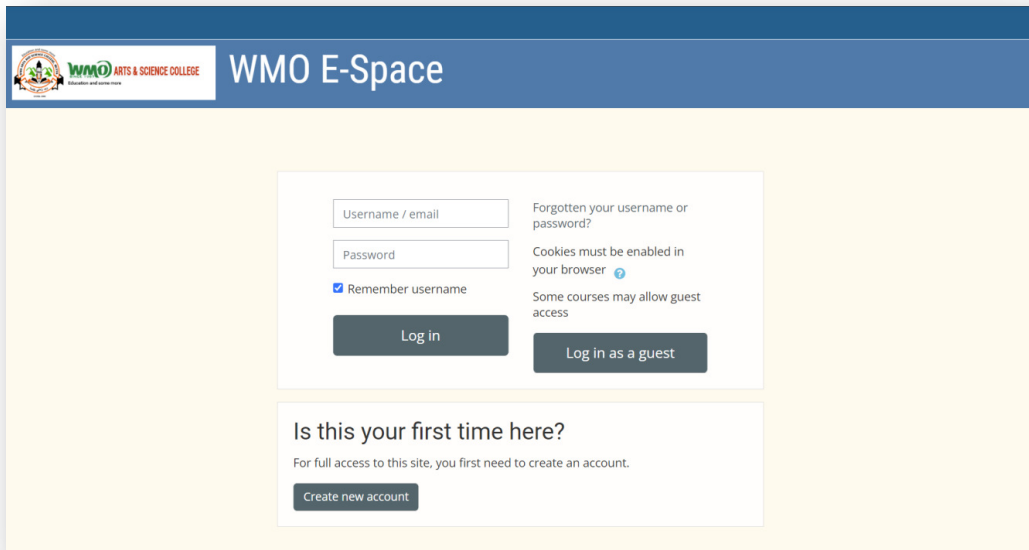 WMO ARTS & SCIENCE COLLEGE
Education and some more
WMO E-Space
Username / email
Password
Remember username
Log in
Forgotten your username or
password?
Cookies must be enabled in
your browser
Some courses may allow guest
access
Log in as a guest
Is this your first time here?
For full access to this site, you first need to create an account.
Create new account